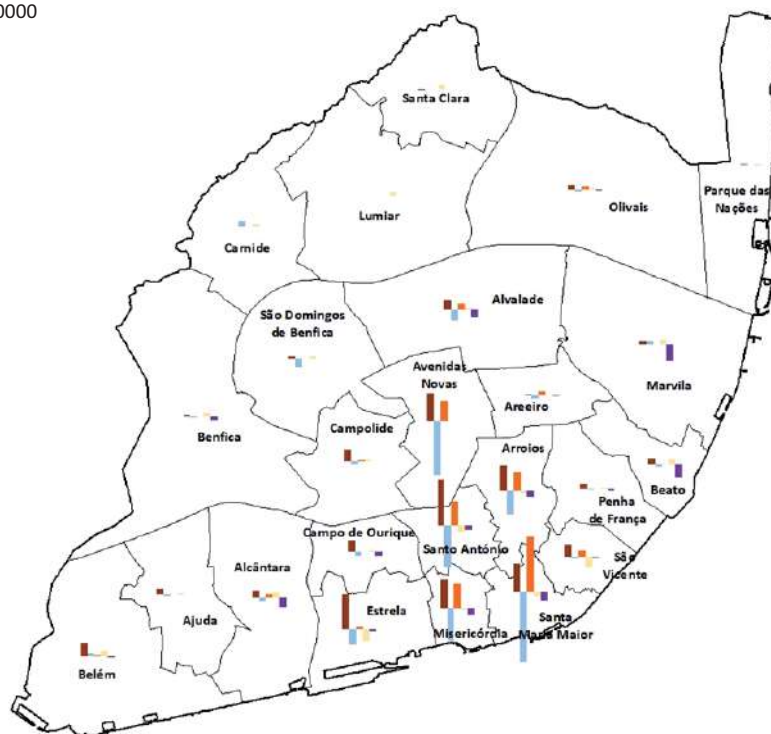 0000
Santa Clara
Lumiar
Olivais
Parque das
Nações
Carnide
Alvalade
São Domingos
de Benfica
Marvila
Avenidas
Novas
Areeiro
Benfica
Campolide
Arroios
Beato
Penha
de França
Campo de Ourique
Santo António
São
Vicente
Alcântara
Estrela
Ajuda
Misericórdia
Santa
Maria Maior
Belém